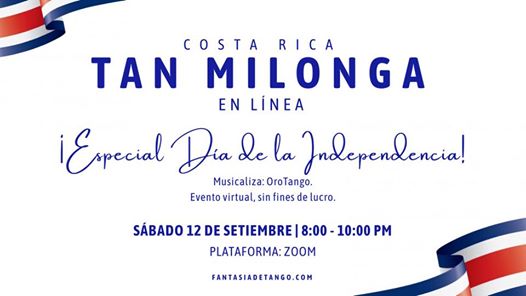 COSTA RICA
TAN MILONGA
EN LÍNEA
¡Especial Día de la Independencia!
Musicaliza: OroTango.
Evento virtual, sin fines de lucro.
SÁBADO 12 DE SETIEMBRE | 8:00 - 10:00 PM
PLATAFORMA: ZOOM
FANTASIADETANGO.COM